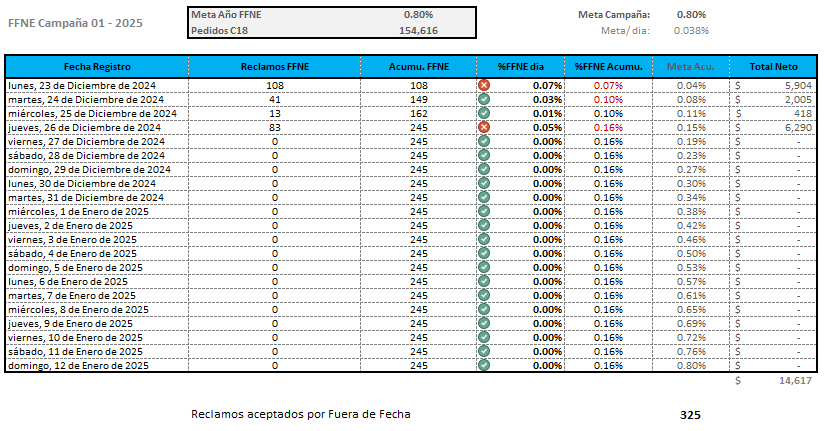 FFNE Campaña 01 - 2025
Meta Año FFNE 0.80%
Pedidos C18 154,616
Meta Campaña: 0.80%
Meta/ dia: 0.038%
Fecha Registro Reclamos FFNE Acumu. FFNE %FFNE dia %FFNE Acumu. Meta Acu. Total Neto
lunes, 23 de Diciembre de 2024 108 108 0.07% 0.07% 0.04% $ 5,904
martes, 24 de Diciembre de 2024 41 149 0.03% 0.10% 0.08% $ 2,005
miércoles, 25 de Diciembre de 2024 13 162 0.01% 0.10% 0.11% $ 418
jueves, 26 de Diciembre de 2024 83 245 0.05% 0.16% 0.15% $ 6,290
viernes, 27 de Diciembre de 2024 0 245 0.00% 0.16% 0.19% $ -
sábado, 28 de Diciembre de 2024 0 245 0.00% 0.16% 0.23% $ -
domingo, 29 de Diciembre de 2024 0 245 0.00% 0.16% 0.27% $ -
lunes, 30 de Diciembre de 2024 0 245 0.00% 0.16% 0.30% $ -
martes, 31 de Diciembre de 2024 0 245 0.00% 0.16% 0.34% $ -
miércoles, 1 de Enero de 2025 0 245 0.00% 0.16% 0.38% $ -
jueves, 2 de Enero de 2025 0 245 0.00% 0.16% 0.42% $ -
viernes, 3 de Enero de 2025 0 245 0.00% 0.16% 0.46% $ -
sábado, 4 de Enero de 2025 0 245 0.00% 0.16% 0.50% $ -
domingo, 5 de Enero de 2025 0 245 0.00% 0.16% 0.53% $ -
lunes, 6 de Enero de 2025 0 245 0.00% 0.16% 0.57% $ -
martes, 7 de Enero de 2025 0 245 0.00% 0.16% 0.61% $ -
miércoles, 8 de Enero de 2025 0 245 0.00% 0.16% 0.65% $ -
jueves, 9 de Enero de 2025 0 245 0.00% 0.16% 0.69% $ -
viernes, 10 de Enero de 2025 0 245 0.00% 0.16% 0.72% $ -
sábado, 11 de Enero de 2025 0 245 0.00% 0.16% 0.76% $ -
domingo, 12 de Enero de 2025 0 245 0.00% 0.16% 0.80% $ -
$ 14,617
Reclamos aceptados por Fuera de Fecha 325